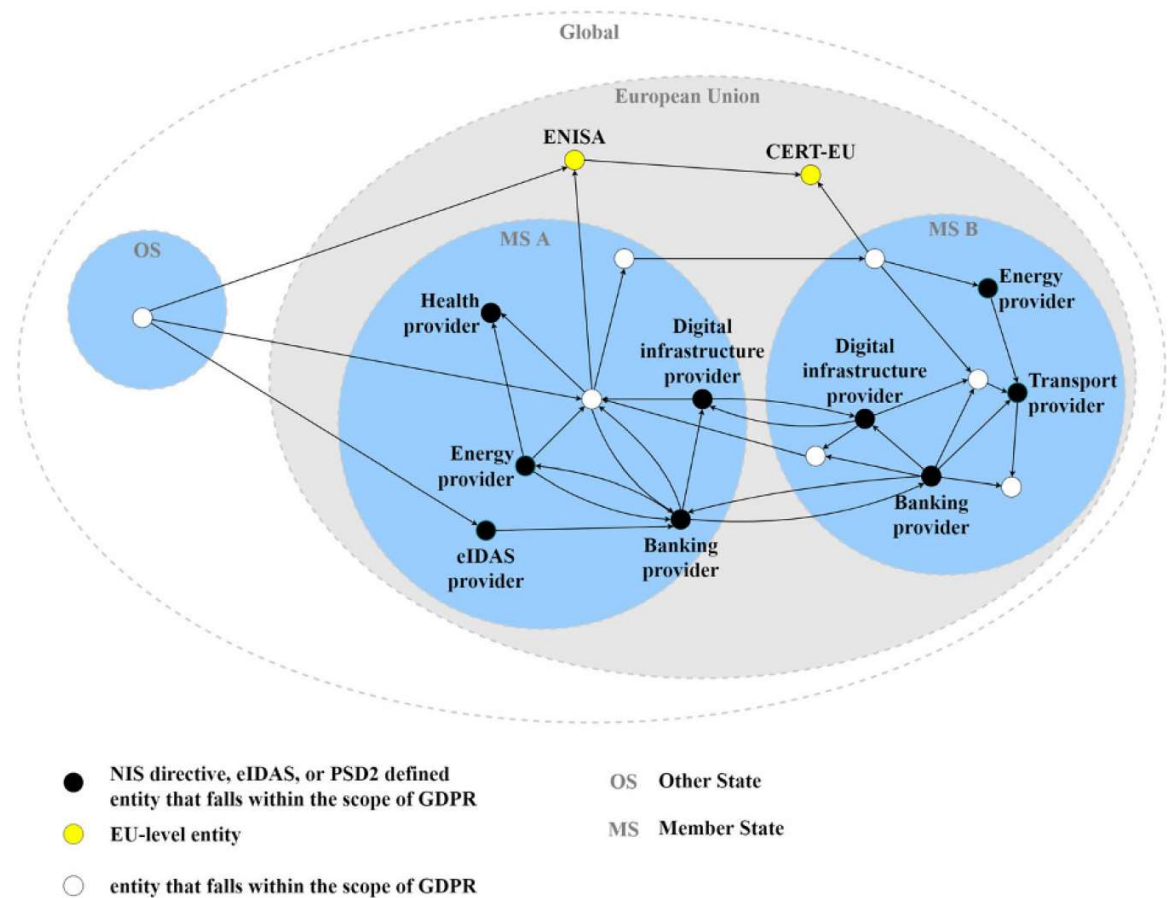 Global
European Union
ENISA
CERT-EU
OS
MS A
MS B
Health
provider
Digital
infrastructure
provider
Energy
provider
Digital
infrastructure
provider
Transport
provider
Energy
provider
eIDAS
provider
Banking
provider
Banking
provider
NIS directive, eIDAS, or PSD2 defined
entity that falls within the scope of GDPR
EU-level entity
entity that falls within the scope of GDPR
OS Other State
MS Member State